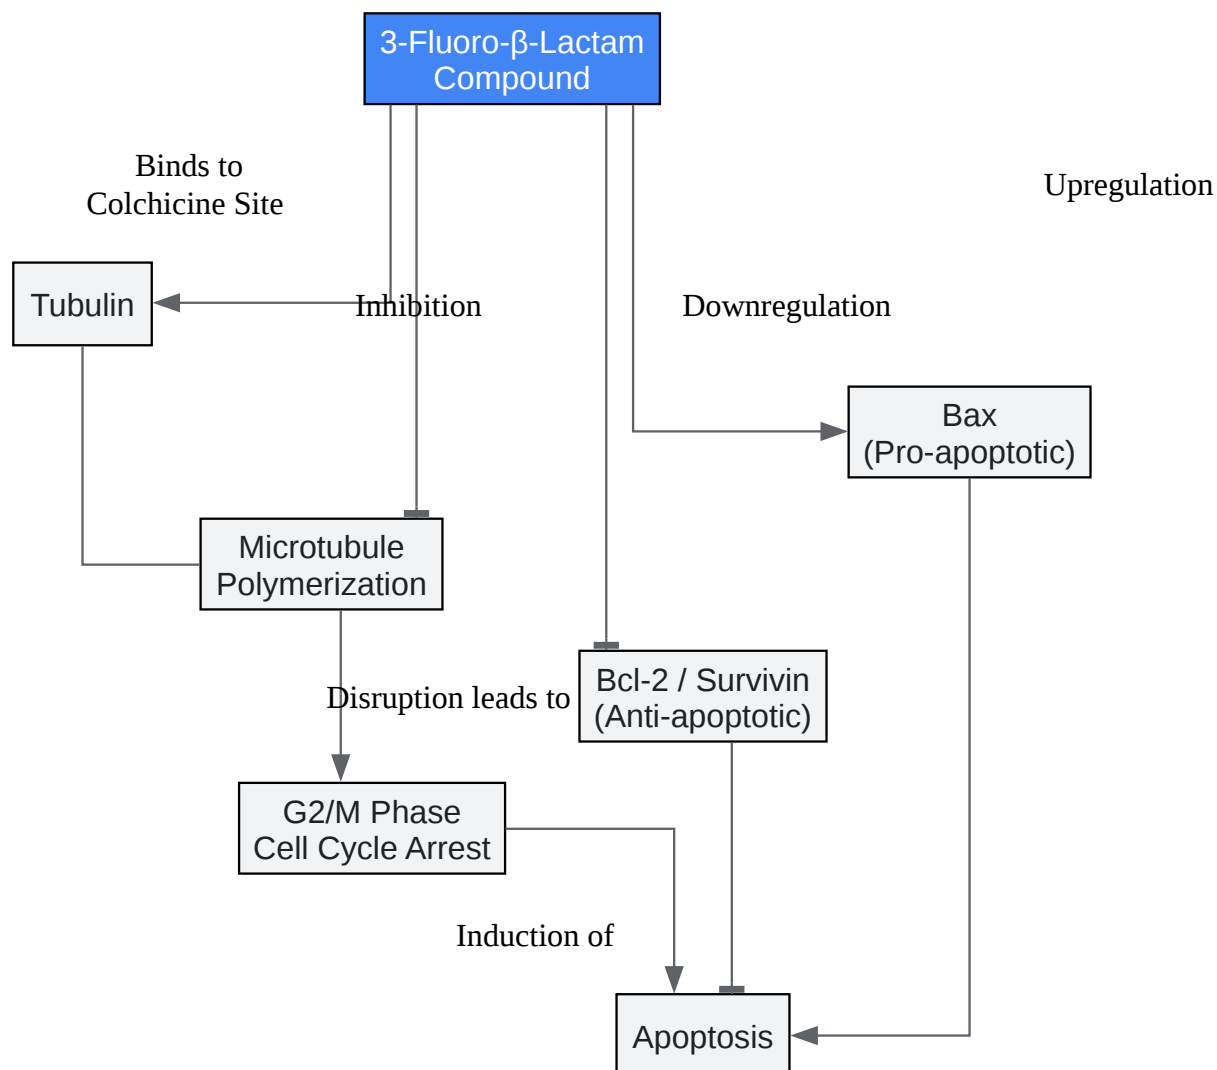 3-Fluoro-β-Lactam
Compound
Binds to
Colchicine Site
Upregulation
Tubulin
Inhibition
Downregulation
Bax
(Pro-apoptotic)
Microtubule
Polymerization
Disruption leads to
Bcl-2 / Survivin
(Anti-apoptotic)
G2/M Phase
Cell Cycle Arrest
Induction of
Apoptosis